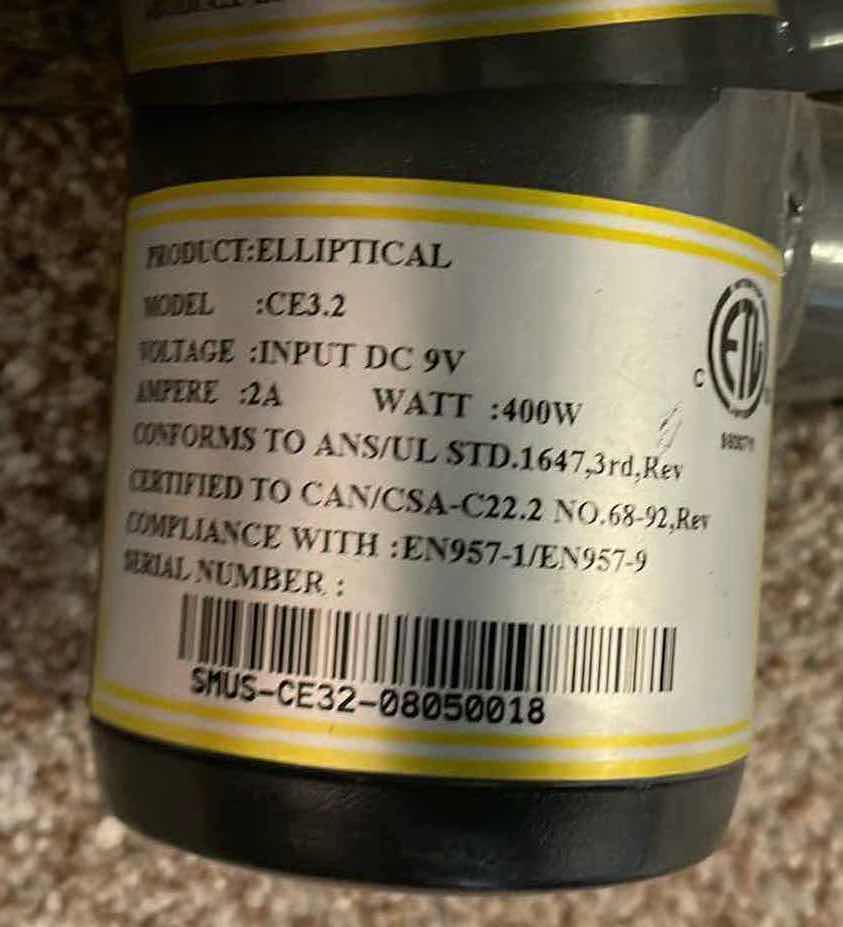 PRODUCT:ELLIPTICAL
MODEL :CE3.2
VOLTAGE :INPUT DC 9V
AMPERE :2A WATT :400W
CONFORMS TO ANS/UL STD.1647,3rd,Rev
CERTIFIED TO CAN/CSA-C22.2 NO.68-92,Rev
COMPLIANCE WITH :EN957-1/EN957-9
SERIAL NUMBER :
SMUS-CE32-08050018
C ETL